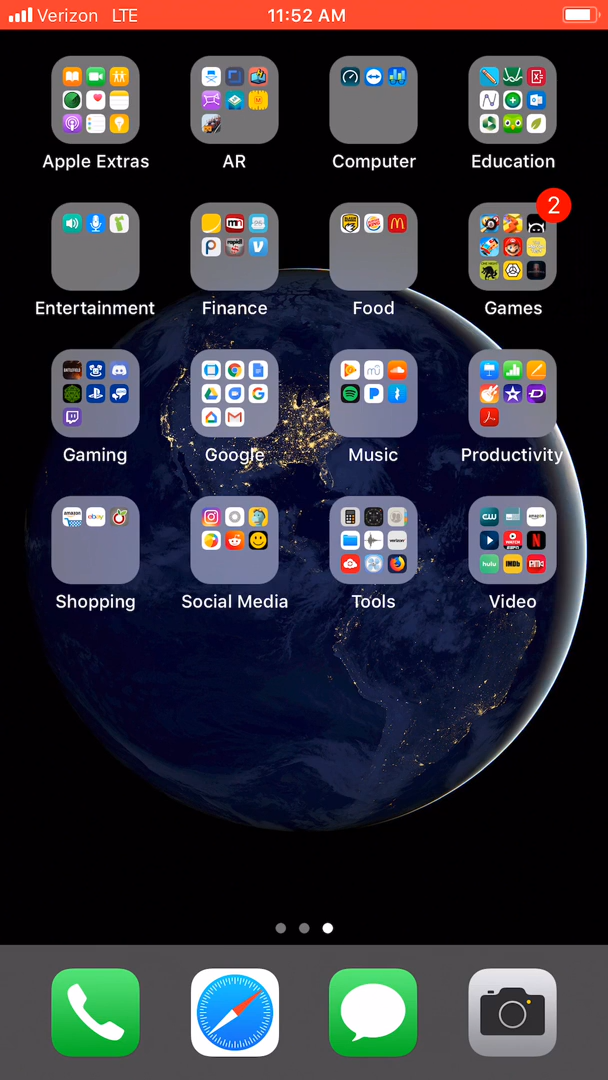 Verizon LTE 11:52 AM
Apple Extras AR Computer Education
2
Entertainment Finance Food Games
Gaming Google Music Productivity
Shopping Social Media Tools Video